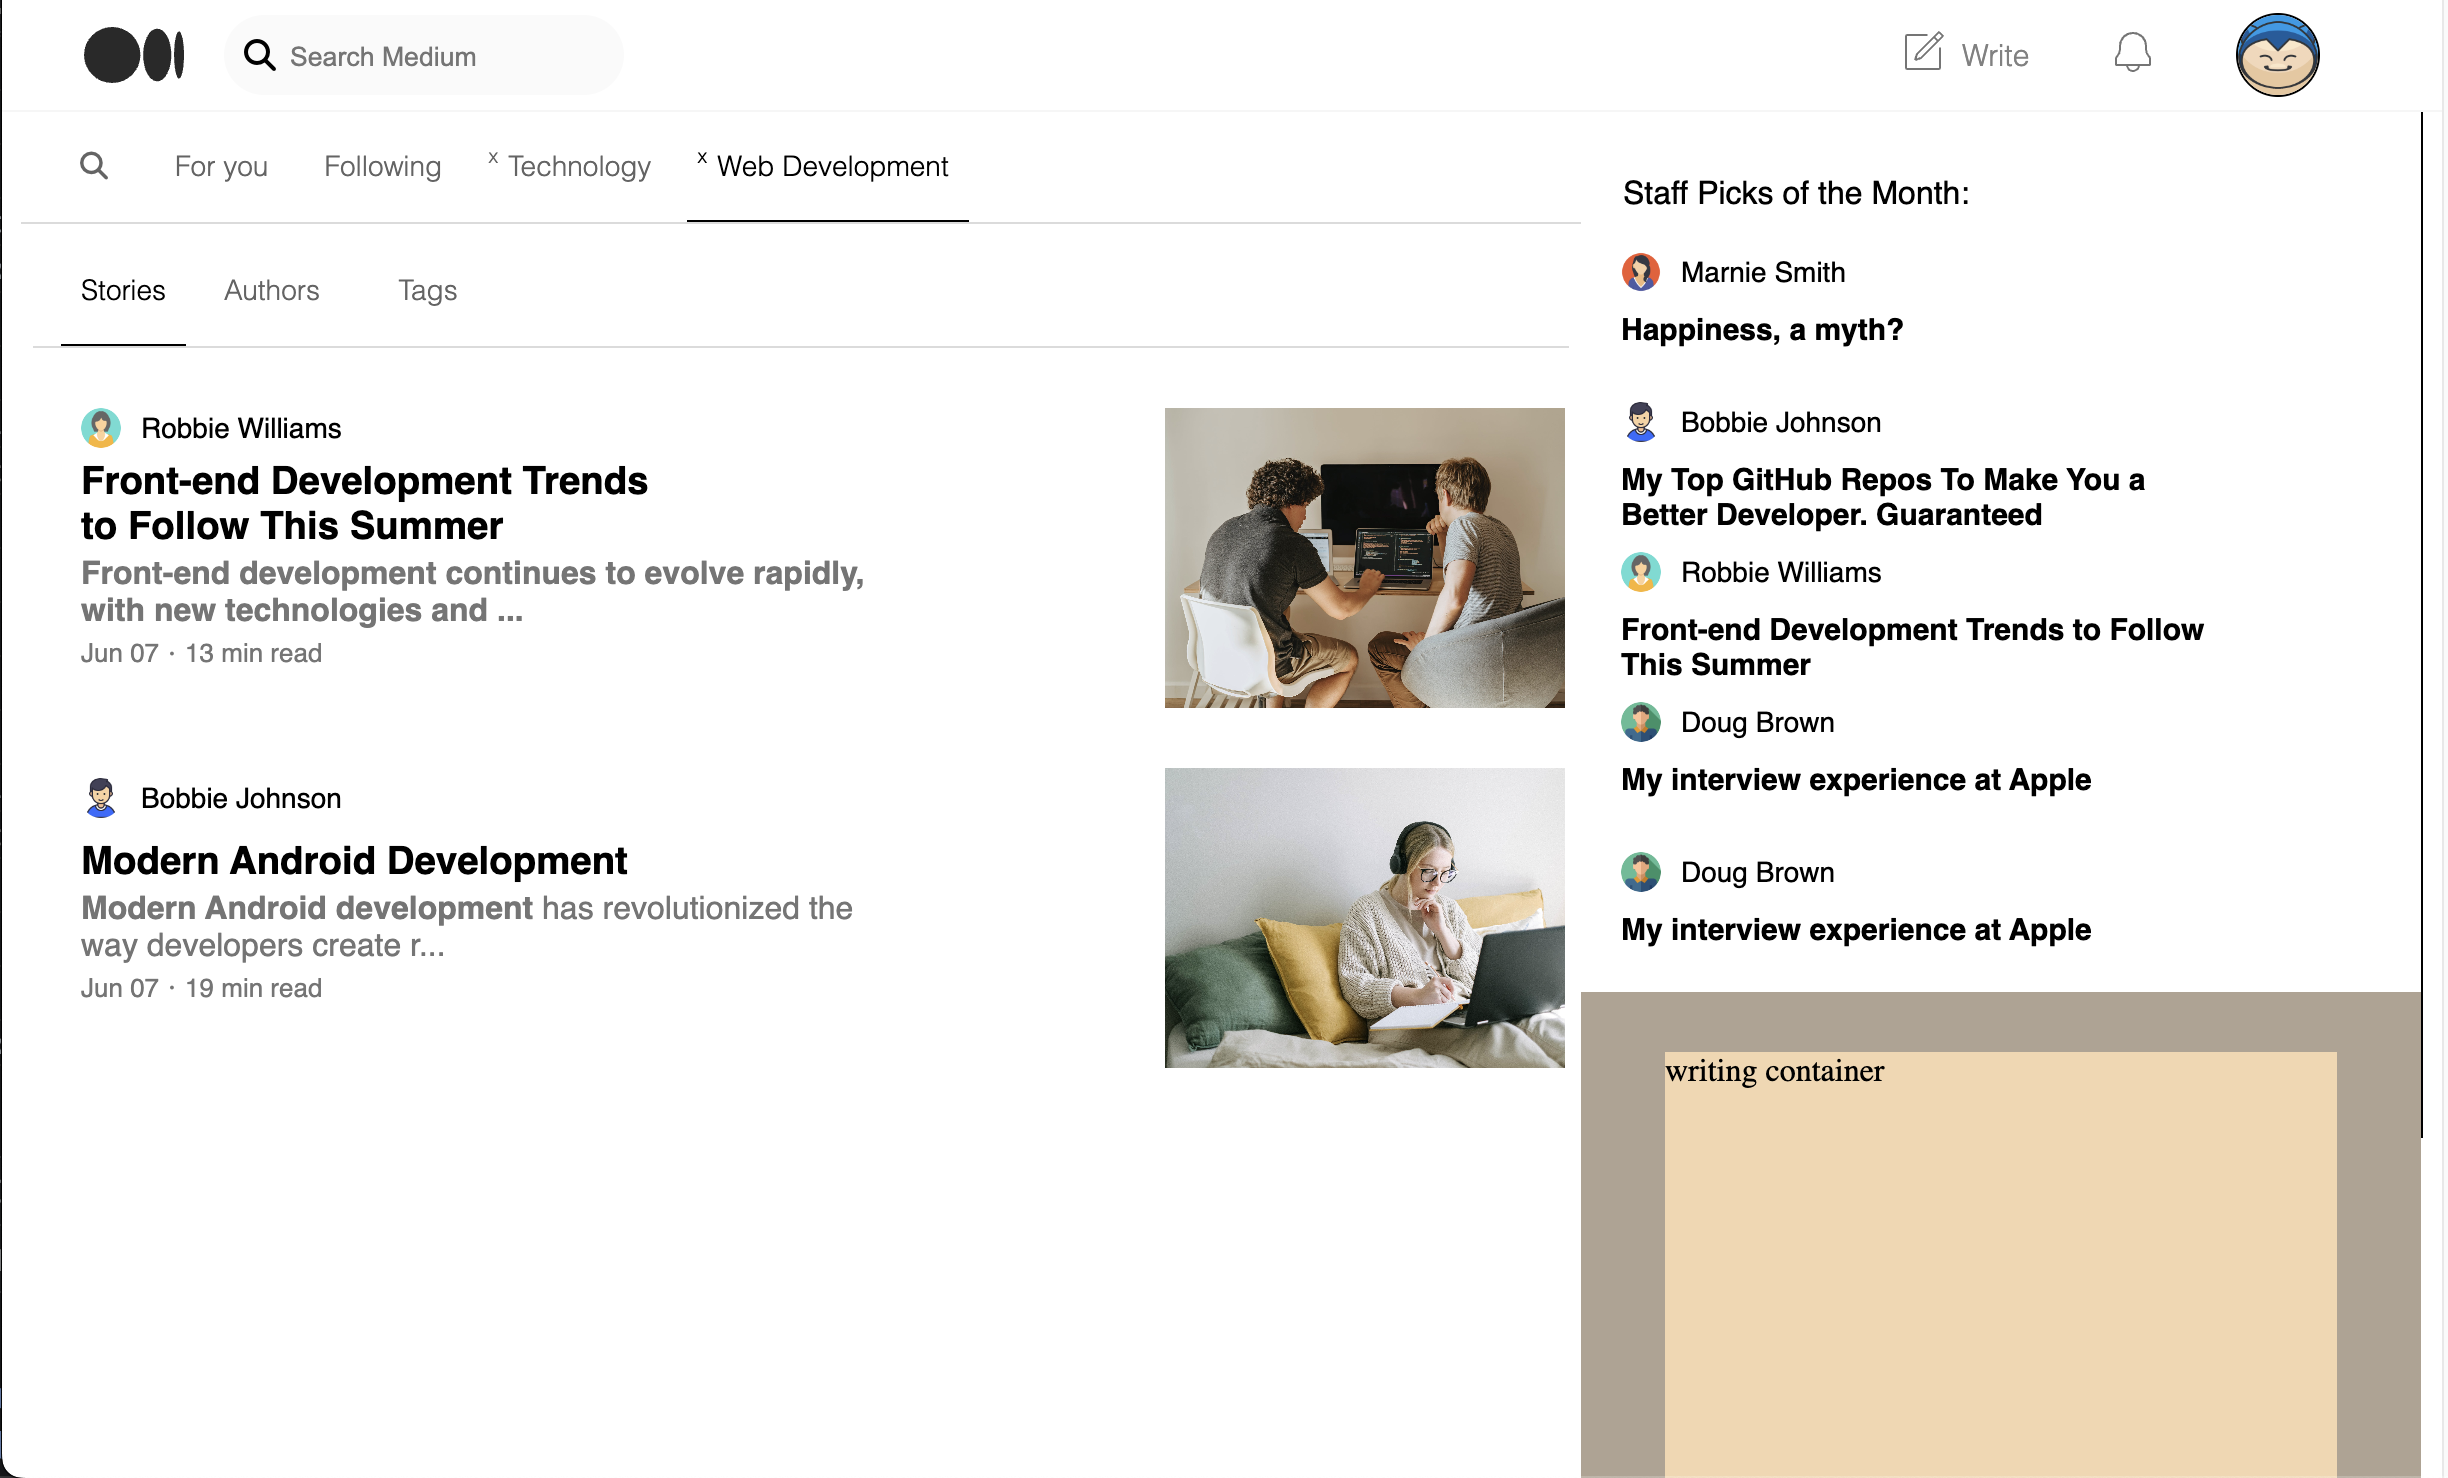 Search Medium
Write
For you
Following
x Technology
x Web Development
Stories
Authors
Tags
Robbie Williams
Front-end Development Trends
to Follow This Summer
Front-end development continues to evolve rapidly,
with new technologies and ...
Jun 07 · 13 min read
Bobbie Johnson
Modern Android Development
Modern Android development has revolutionized the
way developers create r...
Jun 07 · 19 min read
Staff Picks of the Month:
Marnie Smith
Happiness, a myth?
Bobbie Johnson
My Top GitHub Repos To Make You a
Better Developer. Guaranteed
Robbie Williams
Front-end Development Trends to Follow
This Summer
Doug Brown
My interview experience at Apple
Doug Brown
My interview experience at Apple
writing container